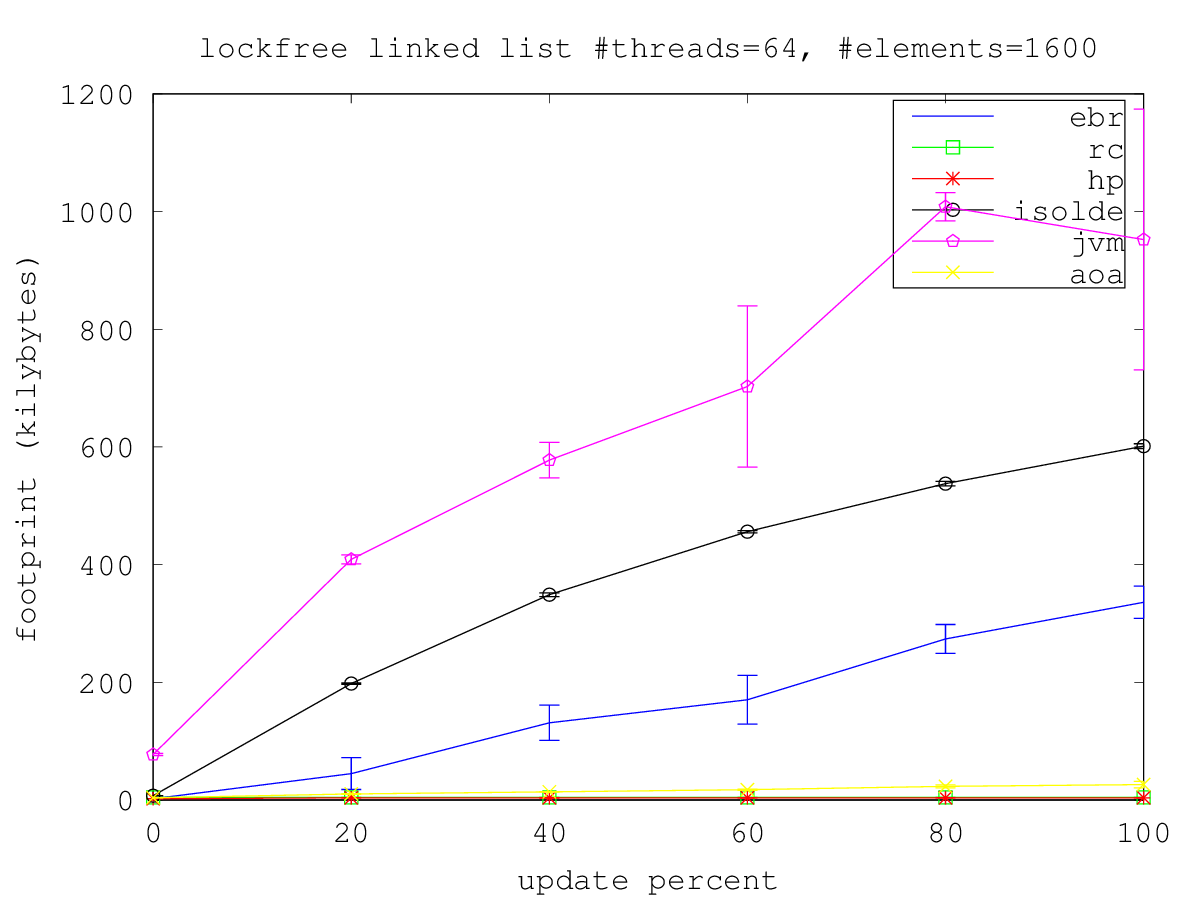 lockfree linked list #threads=64, #elements=1600
1200
1000
800
600
400
200
0
footprint (kilybytes)
ebr
rc
hp
isolde
jvm
aoa
0 20 40 60 80 100
update percent